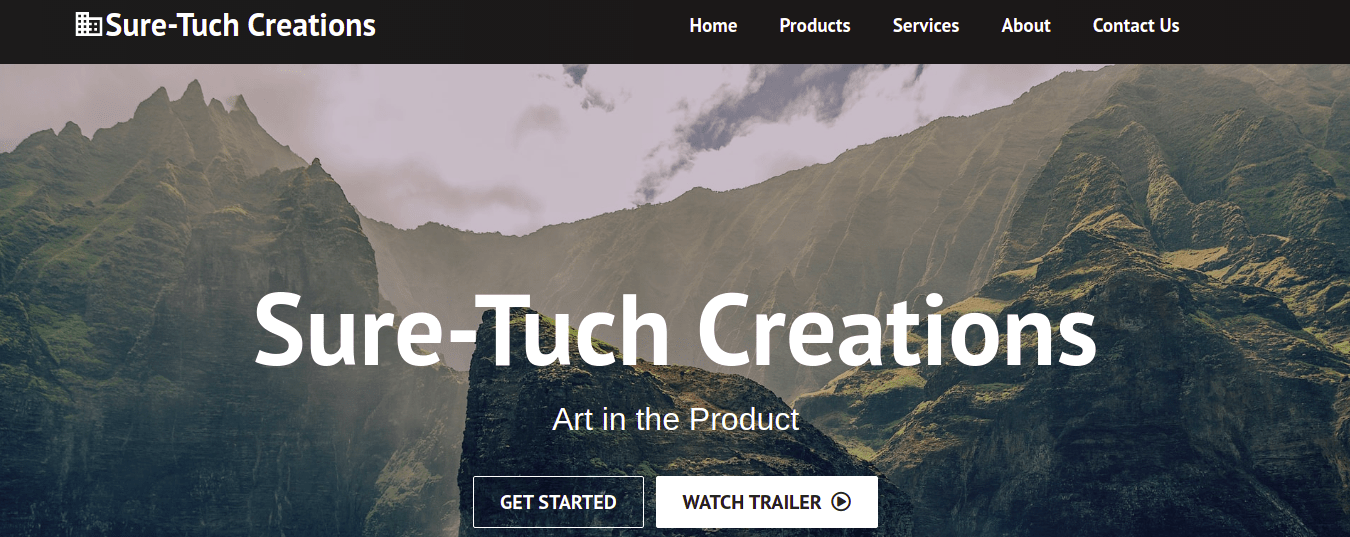 Sure-Tuch Creations Home Products Services About Contact Us
Sure-Tuch Creations
Art in the Product
GET STARTED WATCH TRAILER